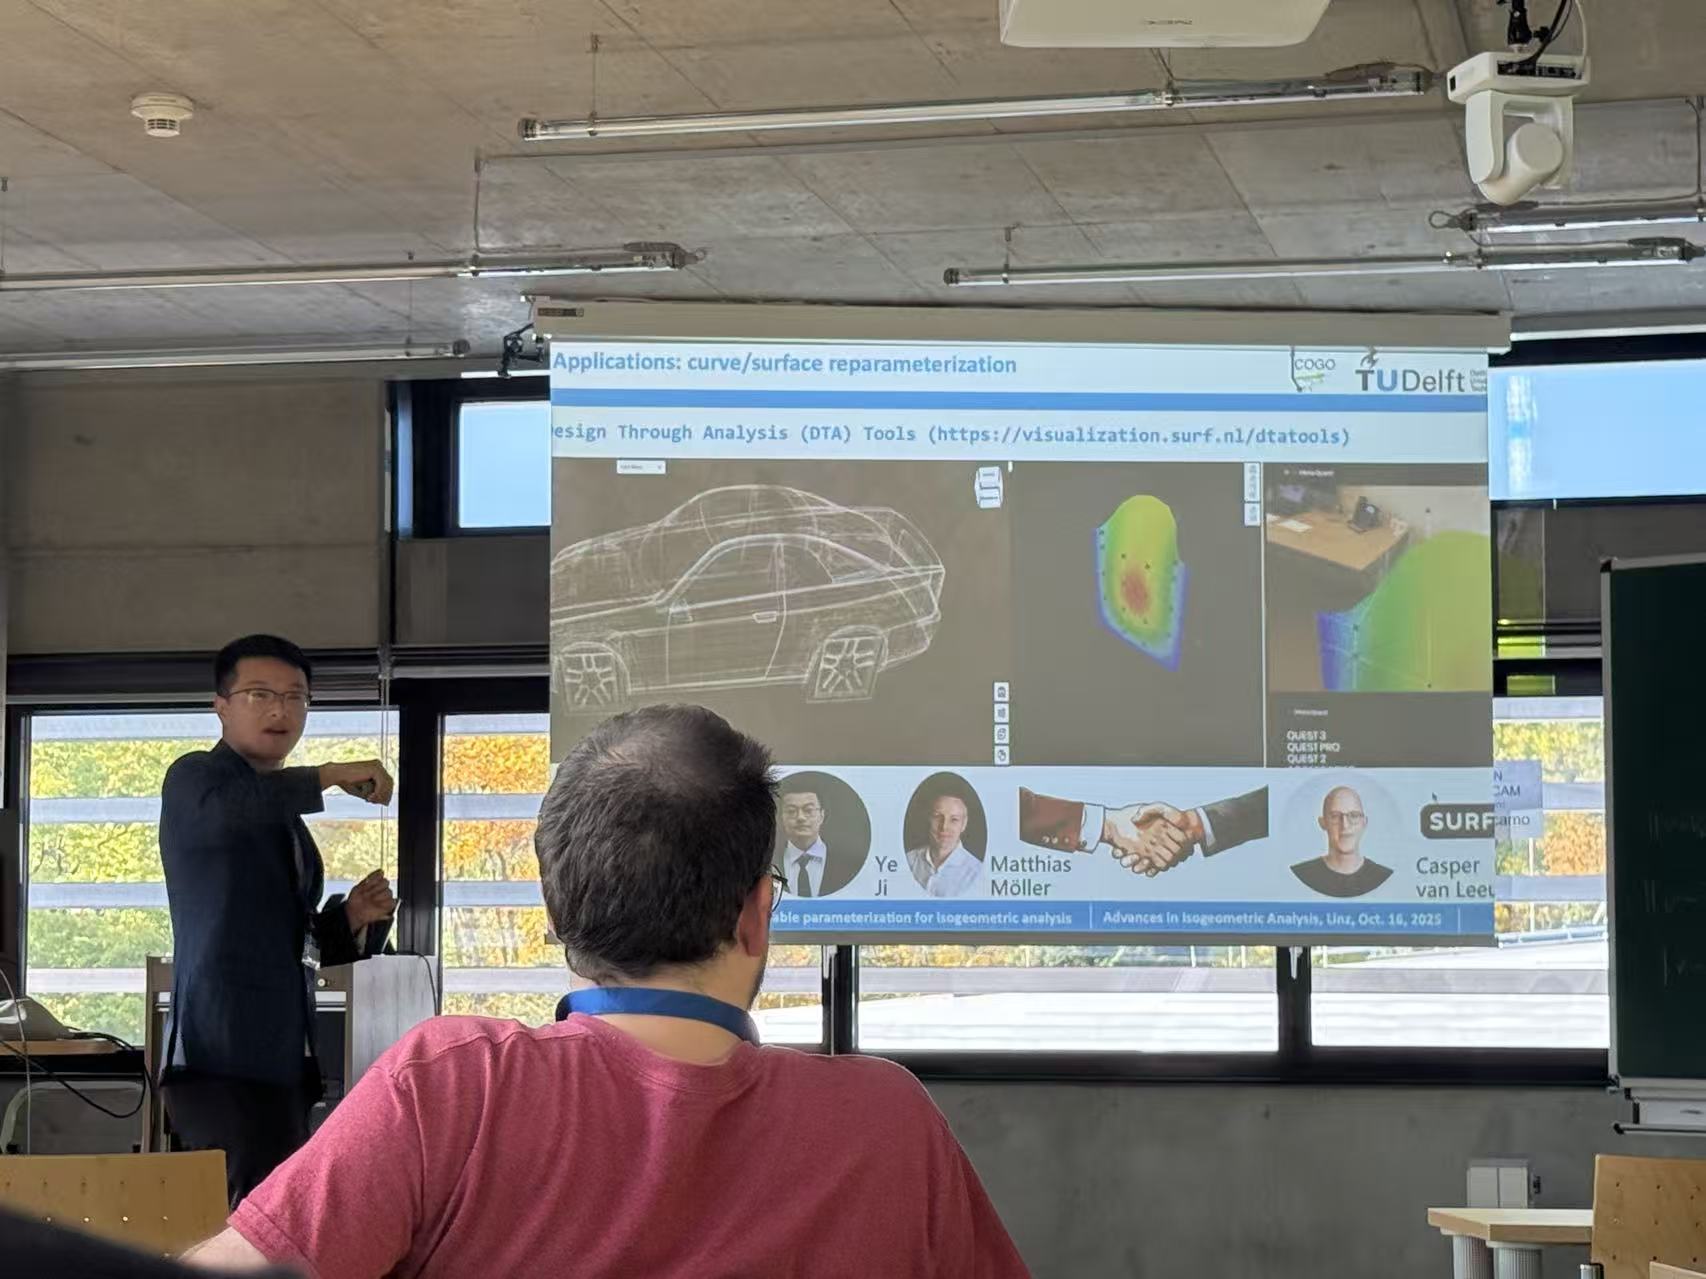 Applications: curve/surface reparameterization
COGO
TUDelft
esign Through Analysis (DTA) Tools (https://visualization.surf.nl/dtatools)
QUEST 3
QUEST PRO
QUEST 2
Ye
Ji
Matthias
Möller
SURF
Casper
van Leeu
able parameterization for isogeometric analysis
Advances in Isogeometric Analysis, Linz, Oct. 16, 2025